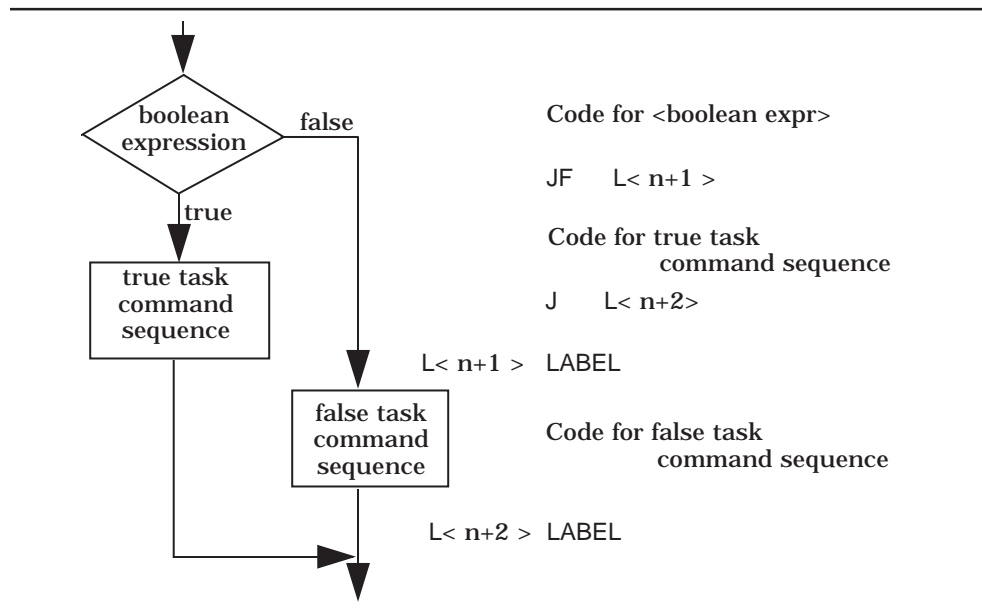 boolean
expression
false
true
true task
command
sequence
false task
command
sequence
Code for <boolean expr>
JF L< n+1 >
Code for true task
command sequence
J L< n+2>
L< n+1 > LABEL
Code for false task
command sequence
L< n+2 > LABEL